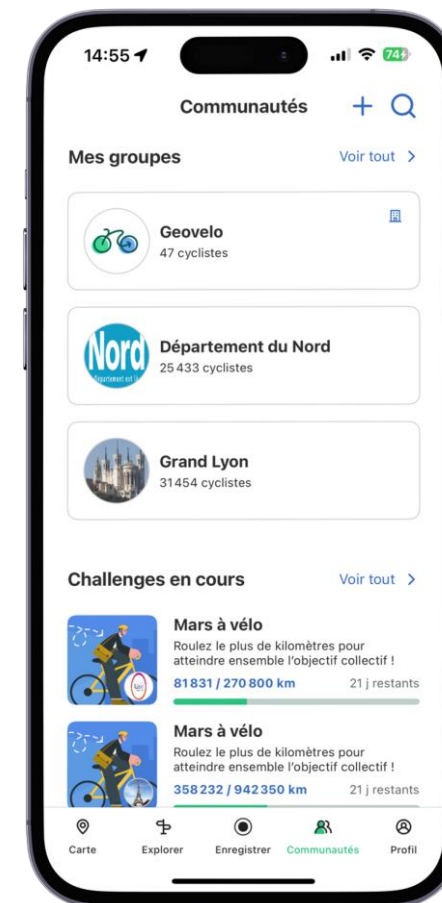 14:55
74
Communautés
Mes groupes
Voir tout >
Geovelo
47 cyclistes
Nord
Département du Nord
25 433 cyclistes
Grand Lyon
31 454 cyclistes
Challenges en cours
Voir tout >
Mars à vélo
Roulez le plus de kilomètres pour
atteindre ensemble l'objectif collectif !
81 831 / 270 800 km
21 j restants
Mars à vélo
Roulez le plus de kilomètres pour
atteindre ensemble l'objectif collectif !
358 232 / 942 350 km
21 j restants
Carte
Explorer
Enregistrer
Communautés
Profil